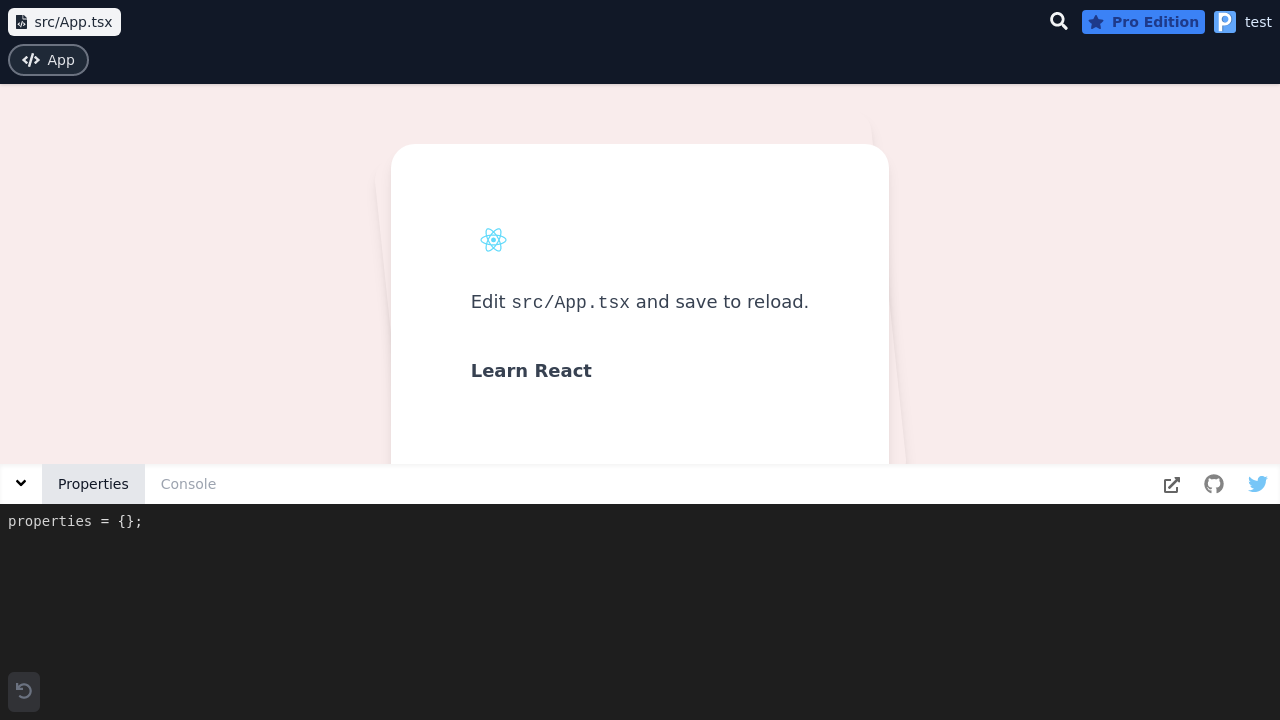 src/App.tsx
Pro Edition
test
App
Edit src/App.tsx and save to reload.
Learn React
Properties
Console
properties = {};